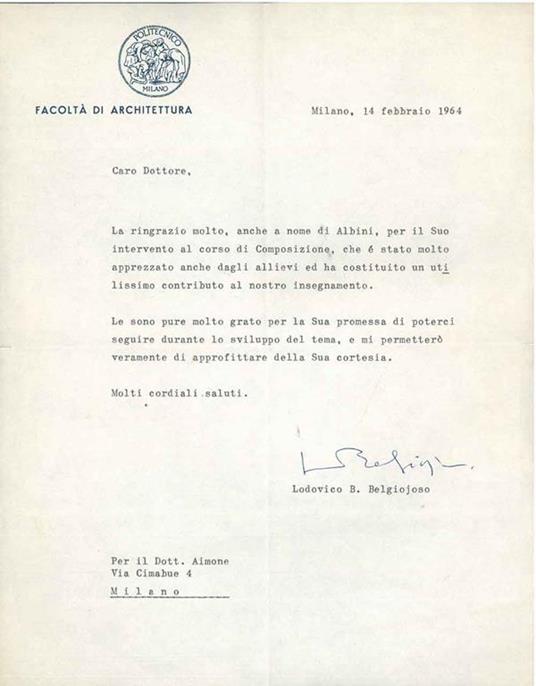 POLITECNICO
MILANO
FACOLTÀ DI ARCHITETTURA
Milano, 14 febbraio 1964
Caro Dottore,
La ringrazio molto, anche a nome di Albini, per il Suo
intervento al corso di Composizione, che é stato molto
apprezzato anche dagli allievi ed ha costituito un uti
lissimo contributo al nostro insegnamento.
Le sono pure molto grato per la Sua promessa di poterci
seguire durante lo sviluppo del tema, e mi permetterò
veramente di approfittare della Sua cortesia.
Molti cordiali saluti.
L Belgioj
Lodovico B. Belgiojoso
Per il Dott. Aimone
Via Cimabue 4
Milano